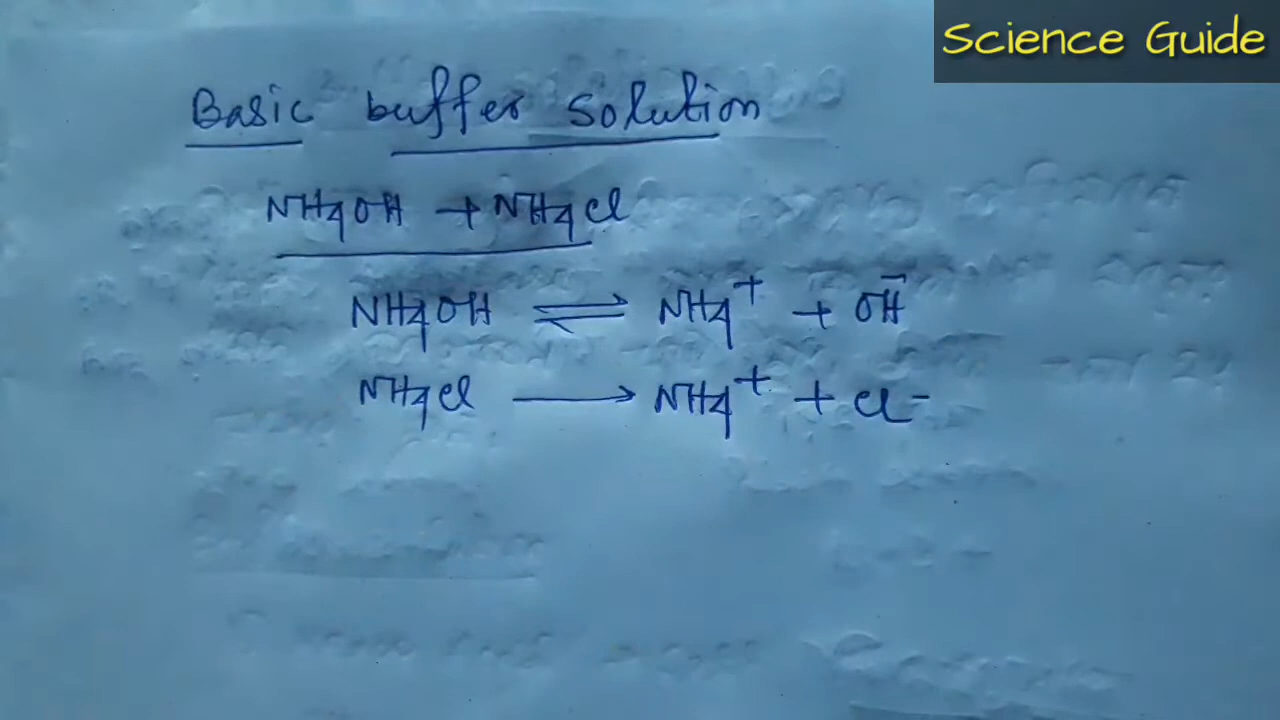 Science Guide
Basic buffer solution
NH4OH + NH4Cl
NH4OH ⇌ NH4+ + OH-
NH4Cl → NH4+ + Cl-